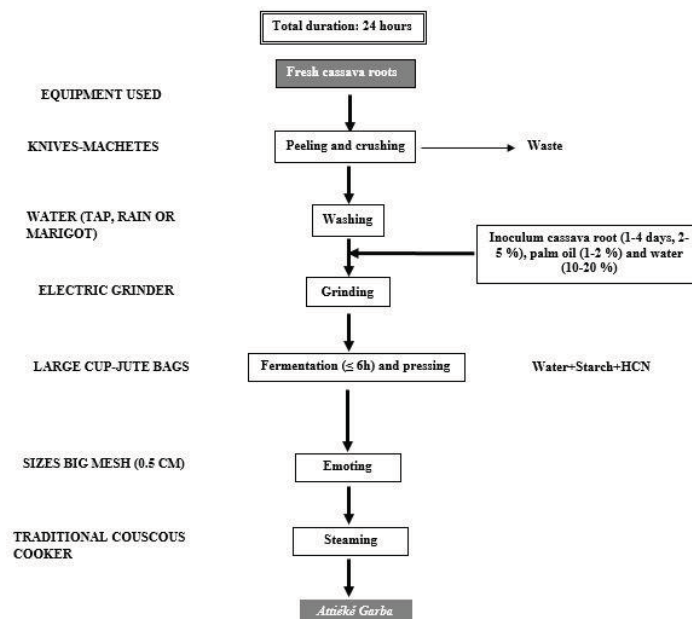 Total duration: 24 hours
Fresh cassava roots
EQUIPMENT USED
KNIVES-MACHETES
Peeling and crushing
Waste
WATER (TAP, RAIN OR
MARIGOT)
Washing
Inoculum cassava root (1-4 days, 2-
5 %), palm oil (1-2 %) and water
(10-20 %)
ELECTRIC GRINDER
Grinding
LARGE CUP-JUTE BAGS
Fermentation (≤ 6h) and pressing
Water+Starch+HCN
SIZES BIG MESH (0.5 CM)
Emoting
TRADITIONAL COUSCOUS
COOKER
Steaming
Attiéké Garba